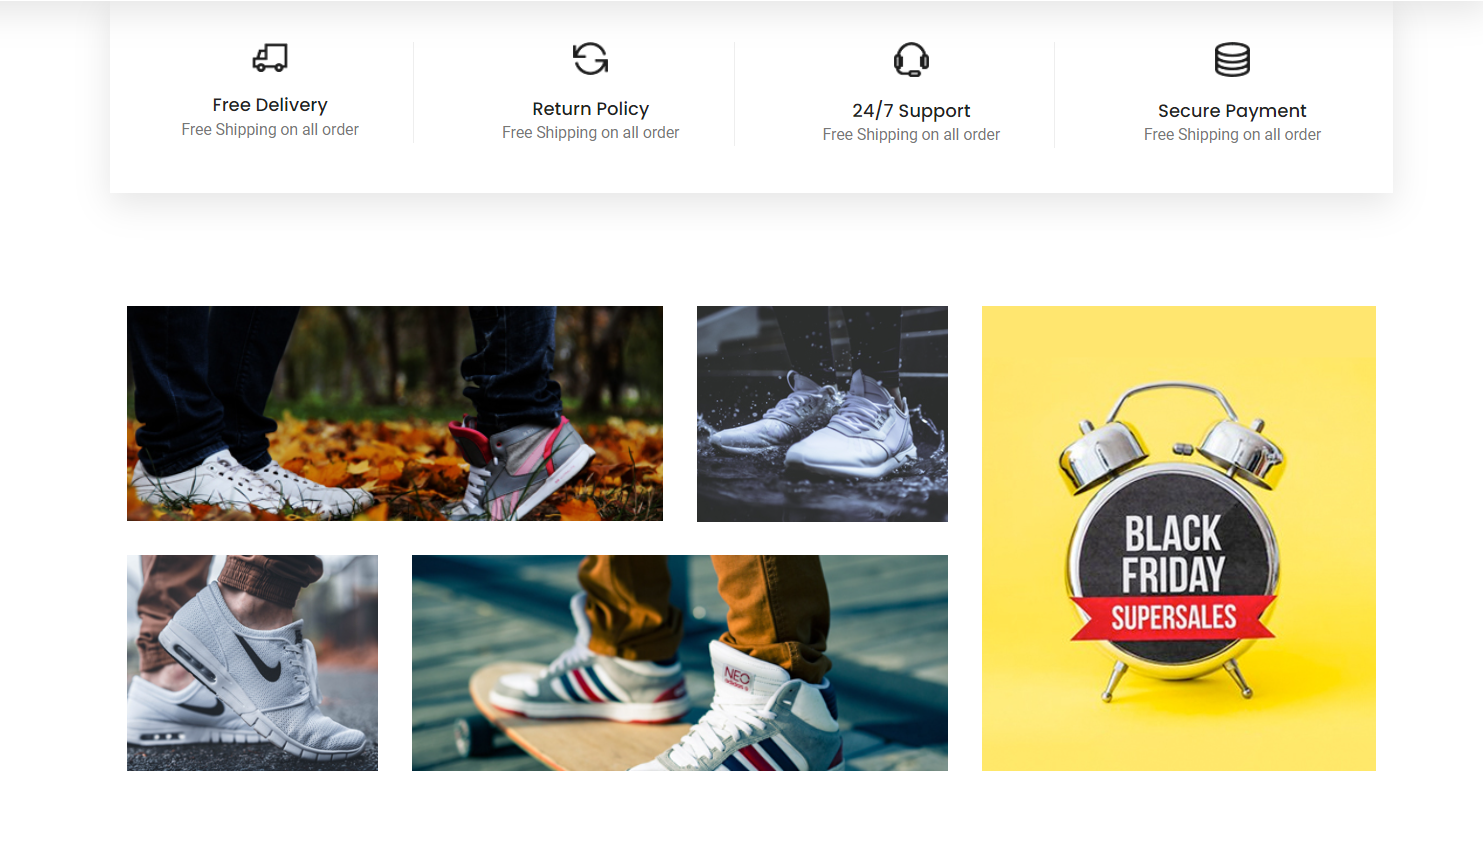 Free Delivery
Free Shipping on all order
Return Policy
Free Shipping on all order
24/7 Support
Free Shipping on all order
Secure Payment
Free Shipping on all order
BLACK
FRIDAY
SUPERSALES
NEO
adidas